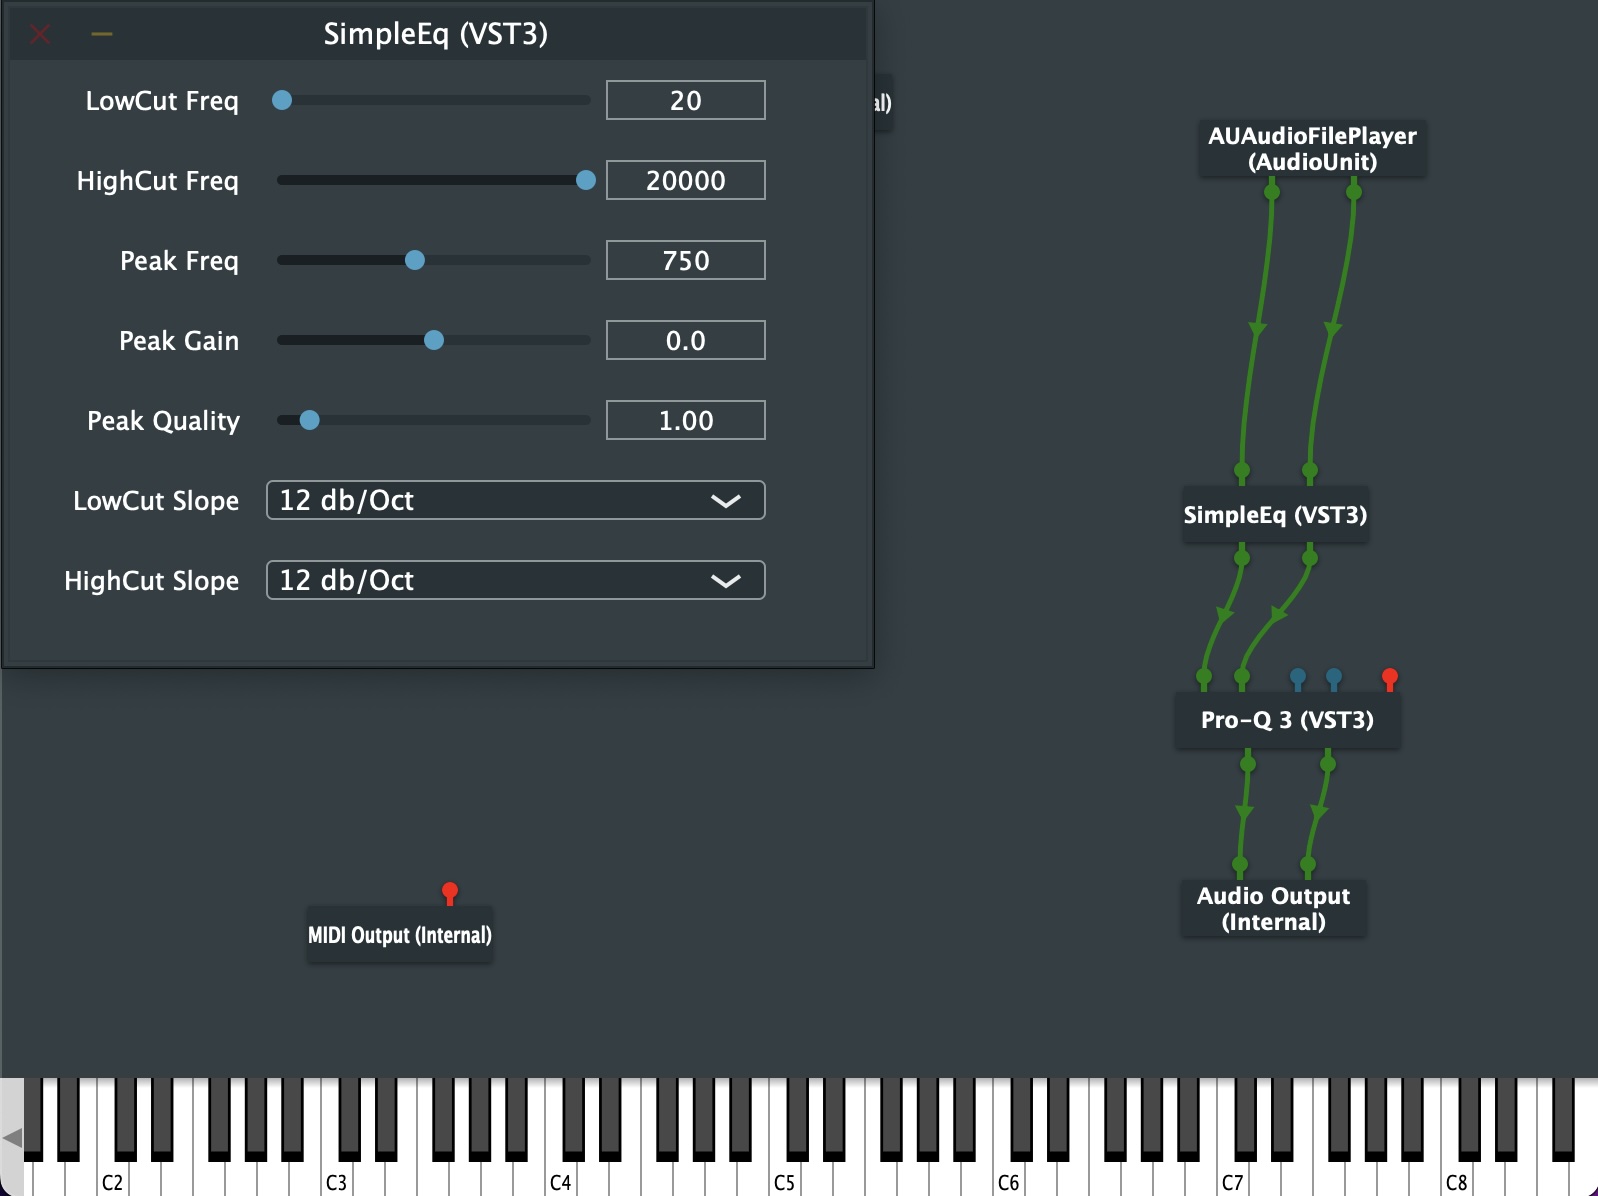 SimpleEq (VST3)
LowCut Freq
20
HighCut Freq
20000
Peak Freq
750
Peak Gain
0.0
Peak Quality
1.00
LowCut Slope
12 db/Oct
HighCut Slope
12 db/Oct
al)
AUAudioFilePlayer
(AudioUnit)
SimpleEq (VST3)
Pro-Q 3 (VST3)
Audio Output
(Internal)
MIDI Output (Internal)
C2 C3 C4 C5 C6 C7 C8